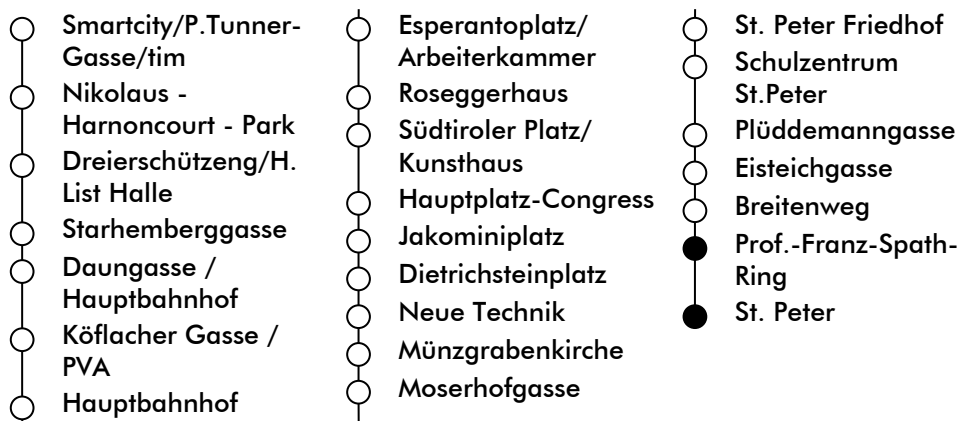 Smartcity/P.Tunner-
Gasse/tim
Nikolaus -
Harnoncourt - Park
Dreierschützeng/H.
List Halle
Starhemberggasse
Daungasse /
Hauptbahnhof
Köflacher Gasse /
PVA
Hauptbahnhof
Esperantoplatz/
Arbeiterkammer
Roseggerhaus
Südtiroler Platz/
Kunsthaus
Hauptplatz-Congress
Jakominiplatz
Dietrichsteinplatz
Neue Technik
Münzgrabenkirche
Moserhofgasse
St. Peter Friedhof
Schulzentrum
St.Peter
Plüddemanngasse
Eisteichgasse
Breitenweg
Prof.-Franz-Spath-
Ring
St. Peter